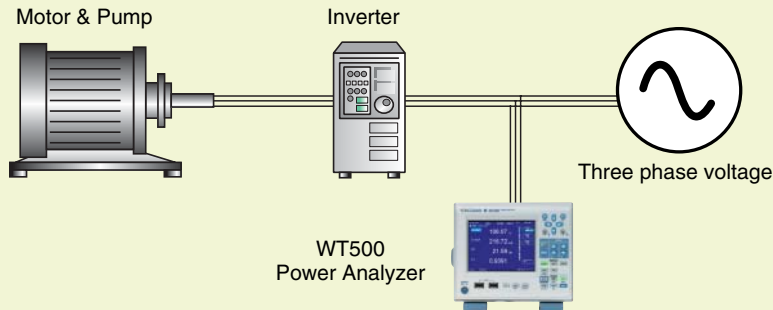 Motor & Pump
Inverter
Three phase voltage
WT500
Power Analyzer